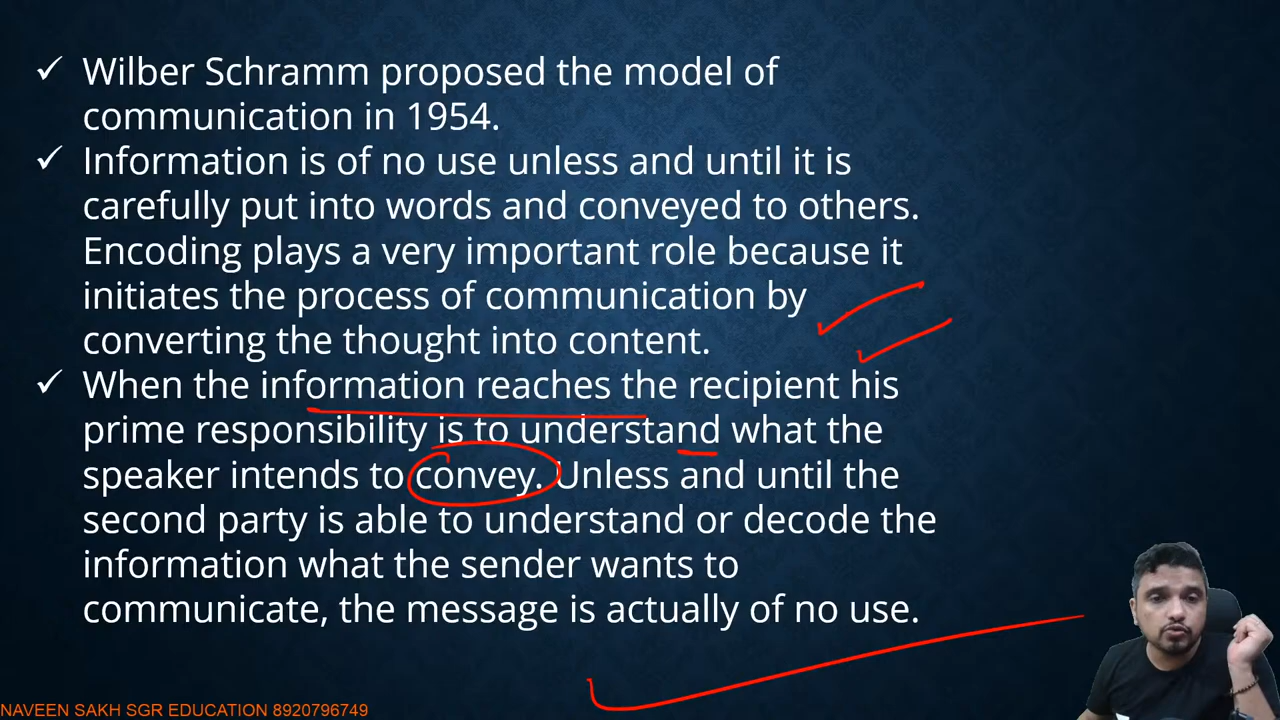 ✓ Wilber Schramm proposed the model of
communication in 1954.
✓ Information is of no use unless and until it is
carefully put into words and conveyed to others.
Encoding plays a very important role because it
initiates the process of communication by
converting the thought into content.
✓ When the information reaches the recipient his
prime responsibility is to understand what the
speaker intends to convey. Unless and until the
second party is able to understand or decode the
information what the sender wants to
communicate, the message is actually of no use.
NAVEEN SAKH SGR EDUCATION 8920796749